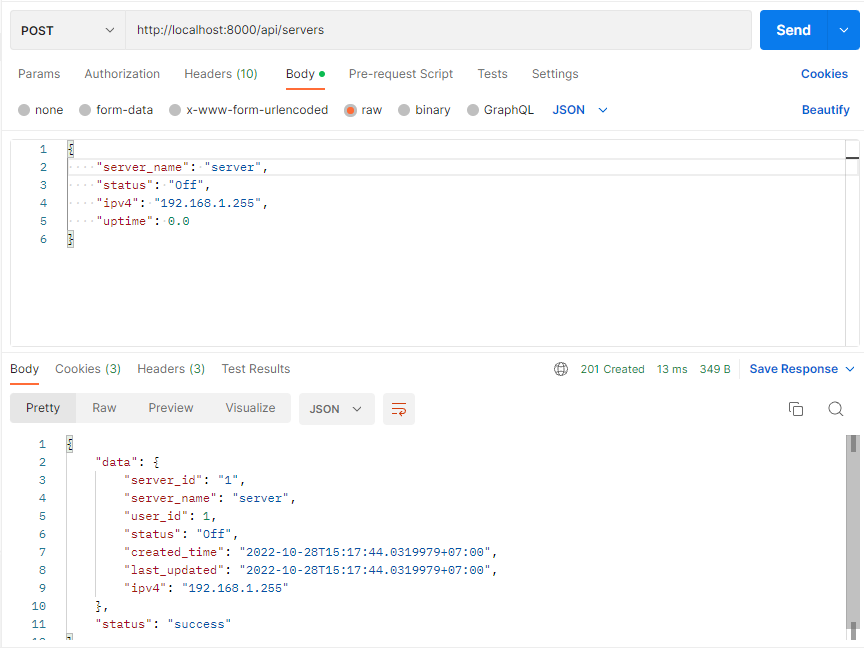 POST http://localhost:8000/api/servers Send
Params Authorization Headers (10) Body Pre-request Script Tests Settings Cookies
none form-data x-www-form-urlencoded raw binary GraphQL JSON Beautify
1 {
2 "server_name": "server",
3 "status": "Off",
4 "ipv4": "192.168.1.255",
5 "uptime": 0.0
6 }
Body Cookies (3) Headers (3) Test Results 201 Created 13 ms 349 B Save Response
Pretty Raw Preview Visualize JSON
1 {
2 "data": {
3 "server_id": "1",
4 "server_name": "server",
5 "user_id": 1,
6 "status": "Off",
7 "created_time": "2022-10-28T15:17:44.0319979+07:00",
8 "last_updated": "2022-10-28T15:17:44.0319979+07:00",
9 "ipv4": "192.168.1.255"
10 },
11 "status": "success"
12 }